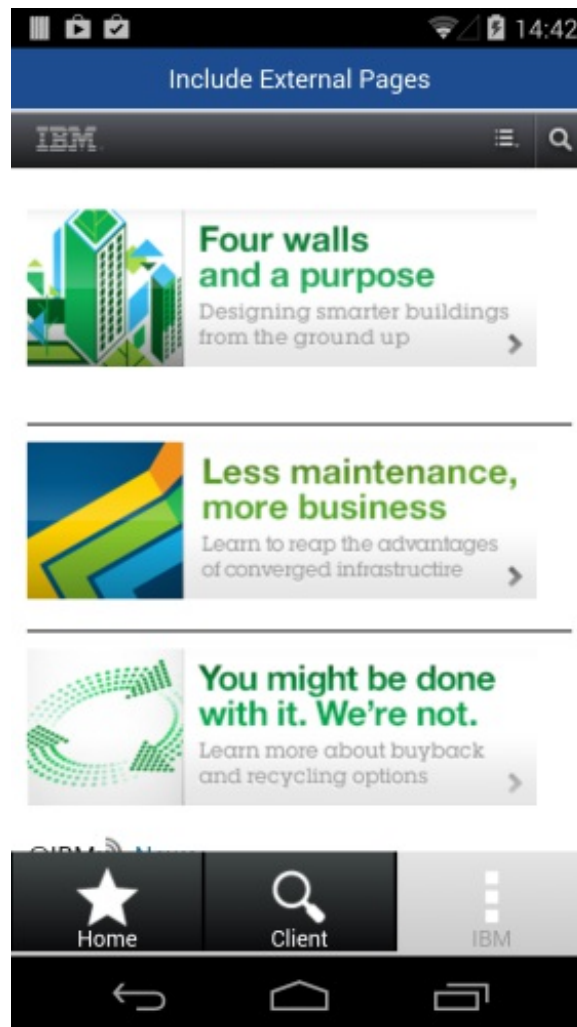 14:42
Include External Pages
IBM
Four walls
and a purpose
Designing smarter buildings
from the ground up
Less maintenance,
more business
Learn to reap the advantages
of converged infrastructire
You might be done
with it. We're not.
Learn more about buyback
and recycling options
Home
Client
IBM